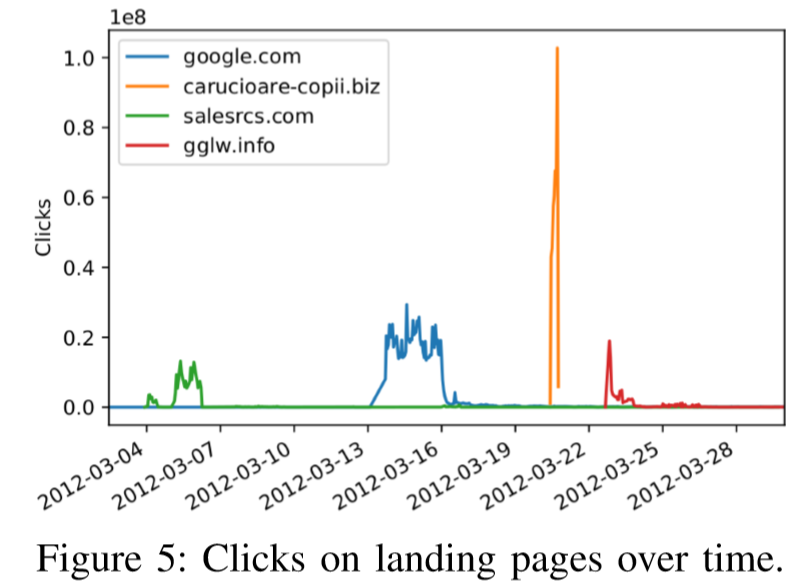 1e8
1.0
0.8
0.6
0.4
0.2
0.0
Clicks
google.com
carucioare-copii.biz
salesrcs.com
gglw.info
2012-03-04
2012-03-07
2012-03-10
2012-03-13
2012-03-16
2012-03-19
2012-03-22
2012-03-25
2012-03-28
Figure 5: Clicks on landing pages over time.